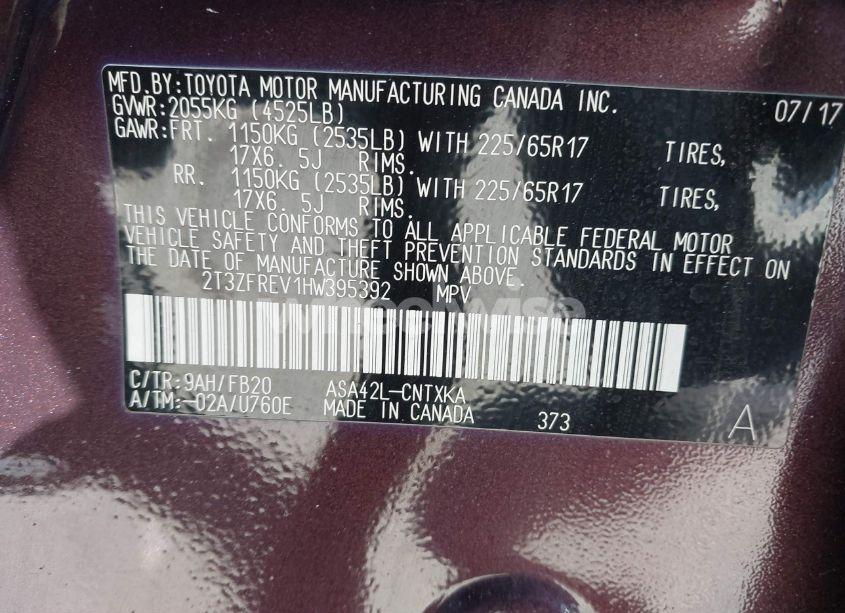 MFD.BY:TOYOTA MOTOR MANUFACTURING CANADA INC. 07/17
GVWR:2055KG (4525LB)
GAWR:FRT. 1150KG (2535LB) WITH 225/65R17 TIRES,
17X6. 5J RIMS.
RR. 1150KG (2535LB) WITH 225/65R17 TIRES,
17X6. 5J RIMS.
THIS VEHICLE CONFORMS TO ALL APPLICABLE FEDERAL MOTOR
VEHICLE SAFETY AND THEFT PREVENTION STANDARDS IN EFFECT ON
THE DATE OF MANUFACTURE SHOWN ABOVE.
2T3ZFREV1HW395392 MPV
C/TR:9AH/FB20 ASA42L-CNTXKA
A/TM:-02A/U760E MADE IN CANADA 373 A